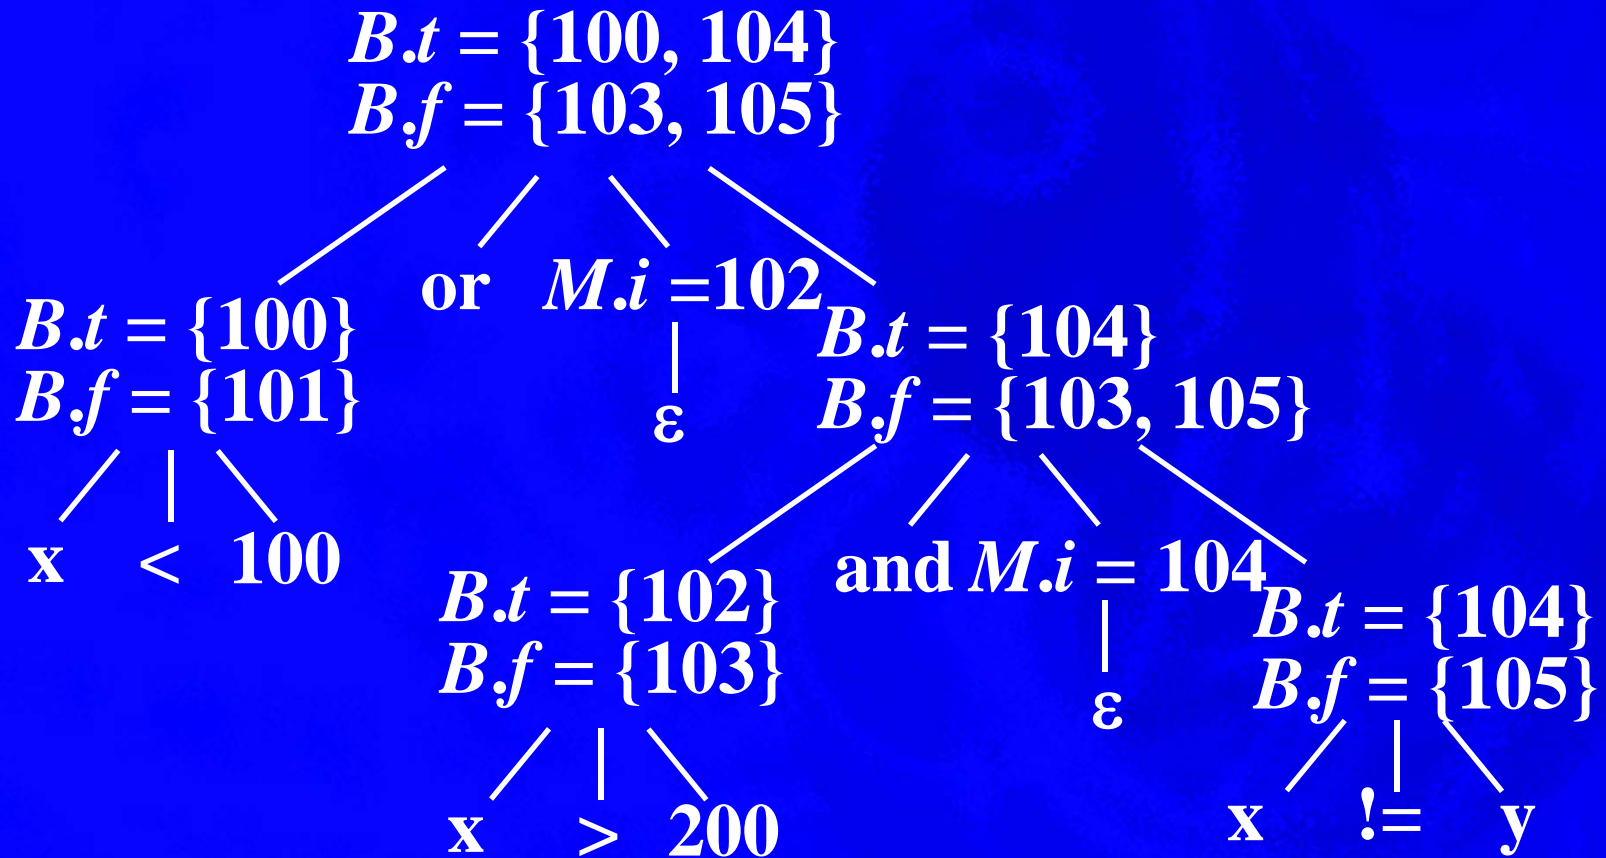 B.t = {100, 104}
B.f = {103, 105}
or M.i =102
B.t = {100}
B.f = {101}
B.t = {104}
B.f = {103, 105}
ε
x < 100
and M.i = 104
B.t = {102}
B.f = {103}
B.t = {104}
B.f = {105}
ε
x > 200
x != y